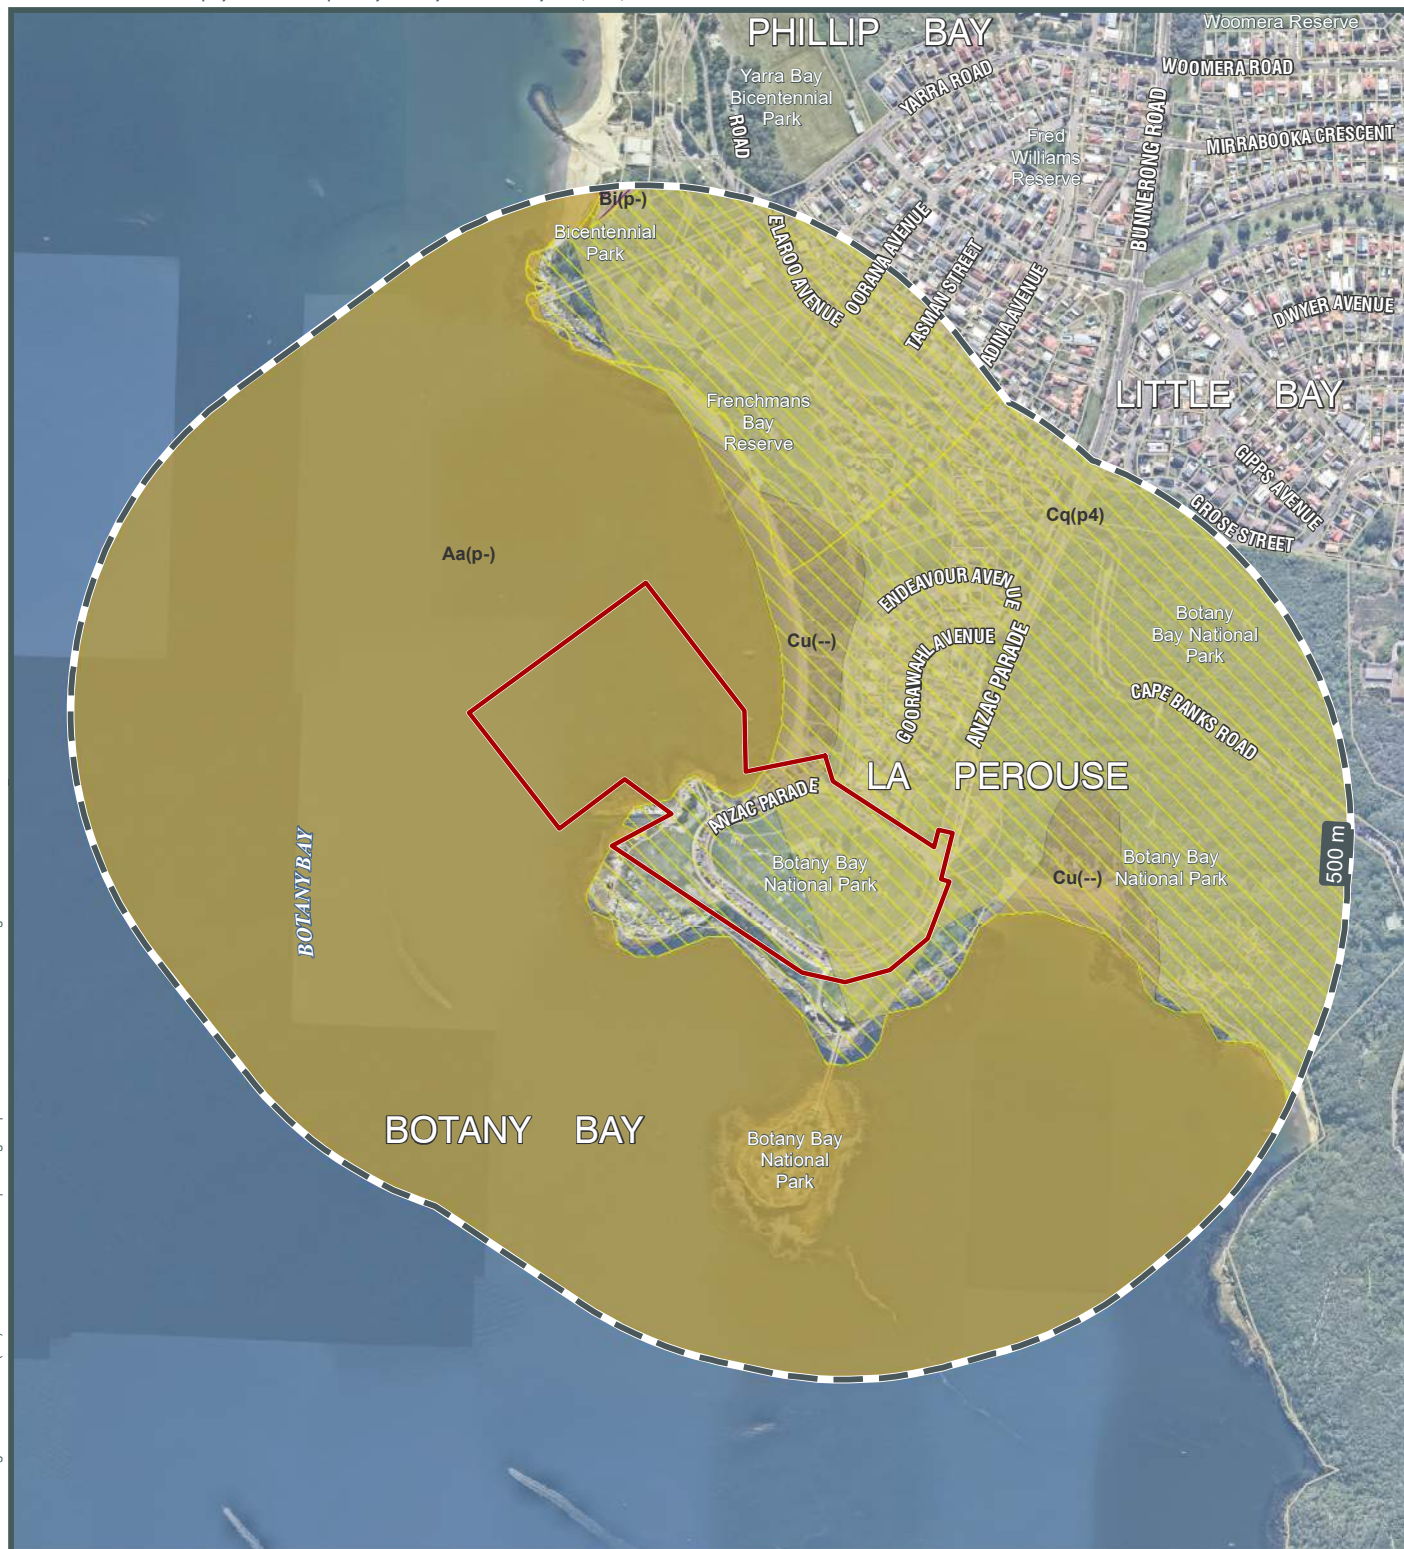 PHILLIP BAY
Woomera Reserve
WOOMERA ROAD
Yarra Bay
Bicentennial
Park
YARRA ROAD
ROAD
BUNNERONG ROAD
MIRRABOOKA CRESCENT
Fred
Williams
Reserve
Bi(p-)
Bicentennial
Park
ELAROO AVENUE
OORANA AVENUE
TASMAN STREET
ADINA AVENUE
DWYER AVENUE
LITTLE BAY
Frenchmans
Bay
Reserve
GIPPS AVENUE
GROSE STREET
Cq(p4)
Aa(p-)
ENDEAVOUR AVENUE
Cu(--)
GOORAWAHL AVENUE
ANZAC PARADE
Botany
Bay National
Park
CAPE BANKS ROAD
LA PEROUSE
ANZAC PARADE
Botany Bay
National Park
Cu(--)
Botany Bay
National Park
500 m
BOTANY BAY
BOTANY BAY
Botany Bay
National
Park